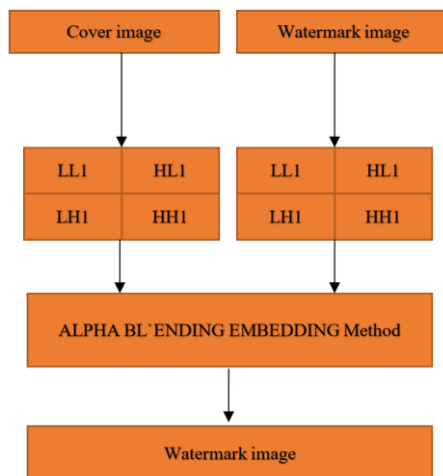 Cover image
Watermark image
LL1 HL1
LH1 HH1
LL1 HL1
LH1 HH1
ALPHA BL`ENDING EMBEDDING Method
Watermark image